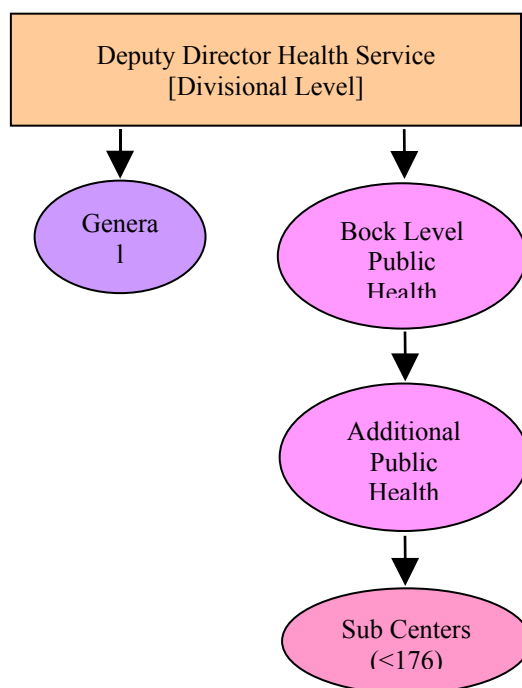 Deputy Director Health Service
[Divisional Level]
Genera
l
Bock Level
Public
Health
Additional
Public
Health
Sub Centers
(<176)